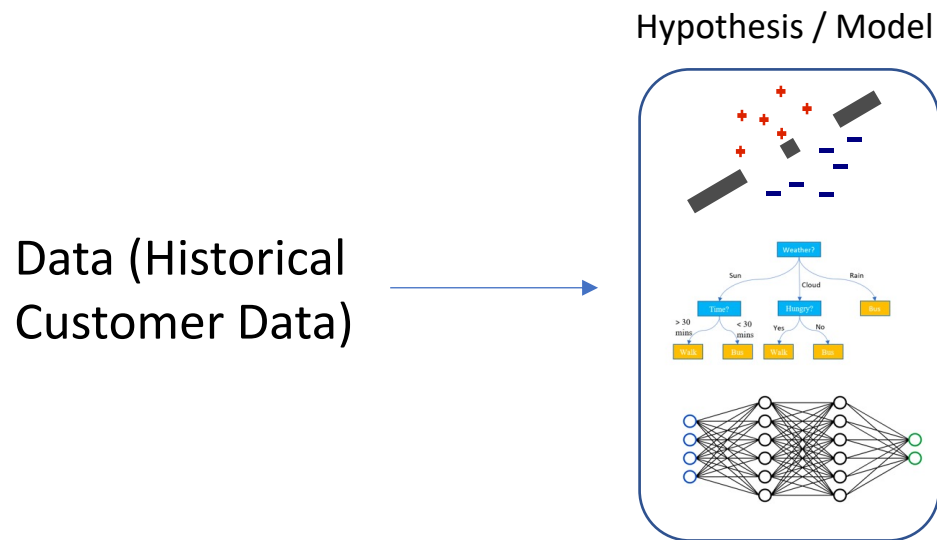 Hypothesis / Model
Data (Historical
Customer Data)
Weather?
Sun
Cloud
Rain
Time?
Hungry?
Bus
> 30
mins
< 30
mins
Yes
No
Walk
Bus
Walk
Bus